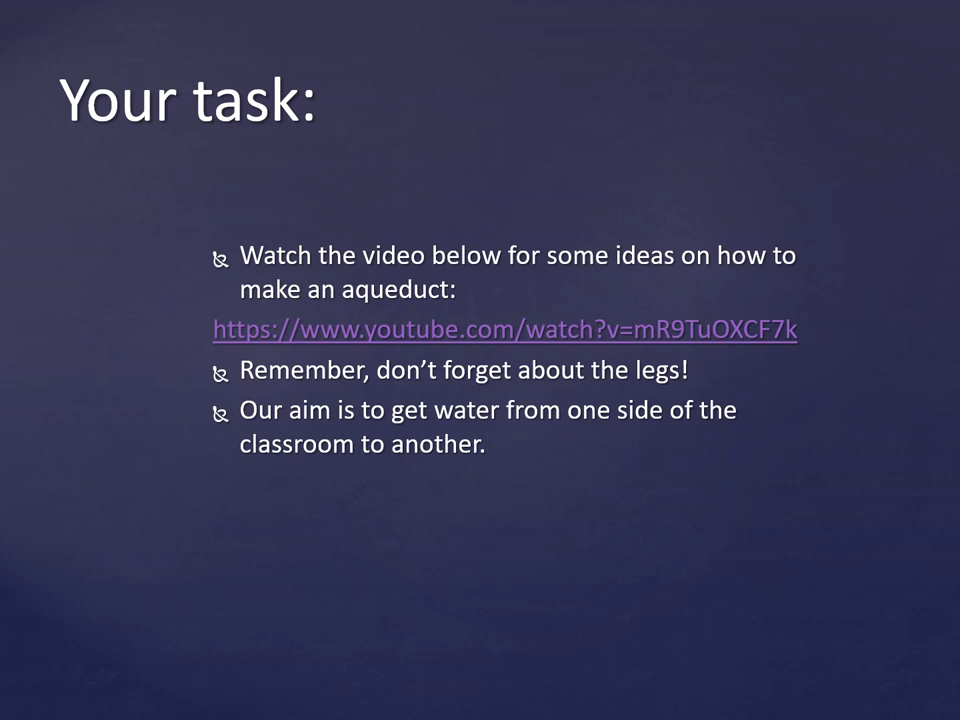 Your task:
Watch the video below for some ideas on how to
make an aqueduct:
https://www.youtube.com/watch?v=mR9TuOXCF7k
Remember, don’t forget about the legs!
Our aim is to get water from one side of the
classroom to another.